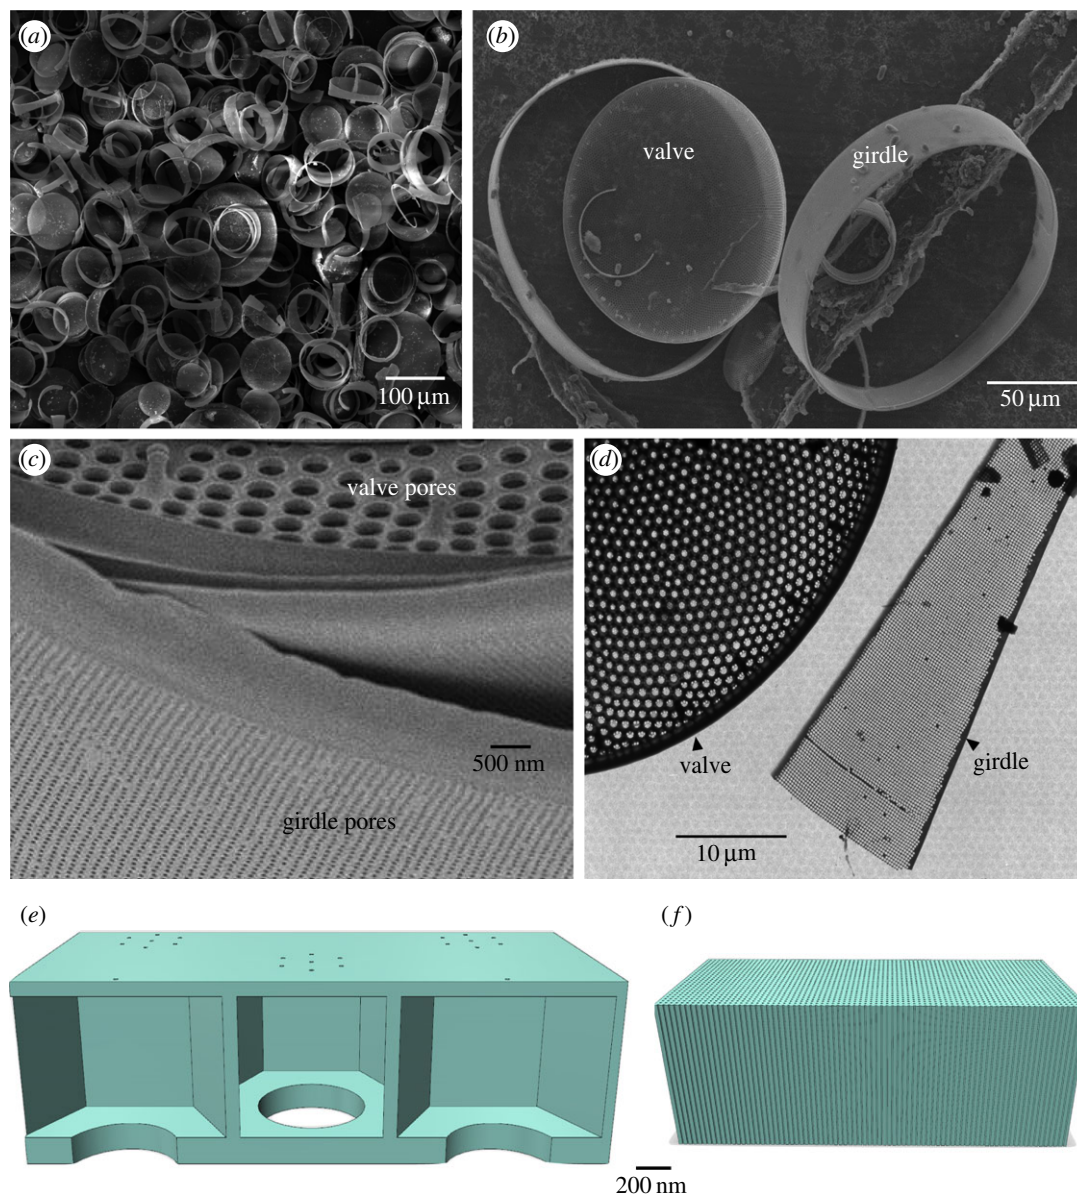 (a)
100 µm
(b)
valve
girdle
50 µm
(c)
valve pores
500 nm
girdle pores
(d)
valve
girdle
10 µm
(e)
(f)
200 nm